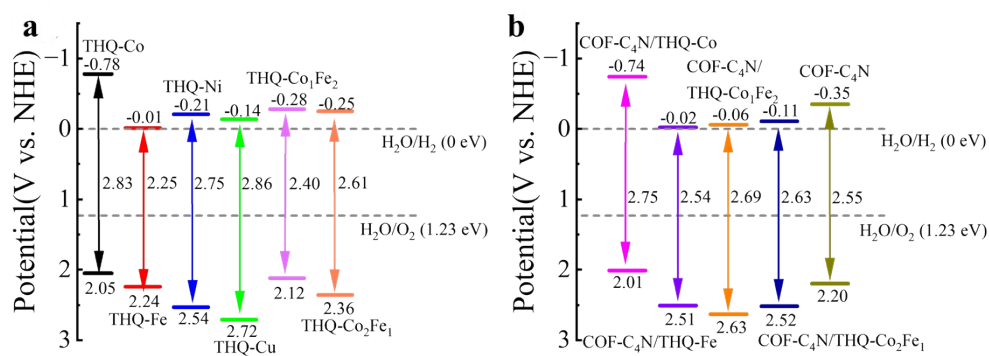 a
Potential(V vs. NHE)
−1
0
1
2
3
THQ-Co
-0.78
2.83
2.05
-0.01
2.25
2.24
THQ-Fe
THQ-Ni
-0.21
2.75
2.54
-0.14
2.86
2.72
THQ-Cu
THQ-Co₁Fe₂
-0.28
2.40
2.12
-0.25
2.61
2.36
THQ-Co₂Fe₁
H₂O/H₂ (0 eV)
H₂O/O₂ (1.23 eV)
b
Potential(V vs. NHE)
−1
0
1
2
3
COF-C₄N/THQ-Co
-0.74
2.75
2.01
-0.02
2.54
2.51
COF-C₄N/THQ-Fe
COF-C₄N/
THQ-Co₁Fe₂
-0.06
2.69
2.63
-0.11
2.63
2.52
COF-C₄N/THQ-Co₂Fe₁
COF-C₄N
-0.35
2.55
2.20
H₂O/H₂ (0 eV)
H₂O/O₂ (1.23 eV)